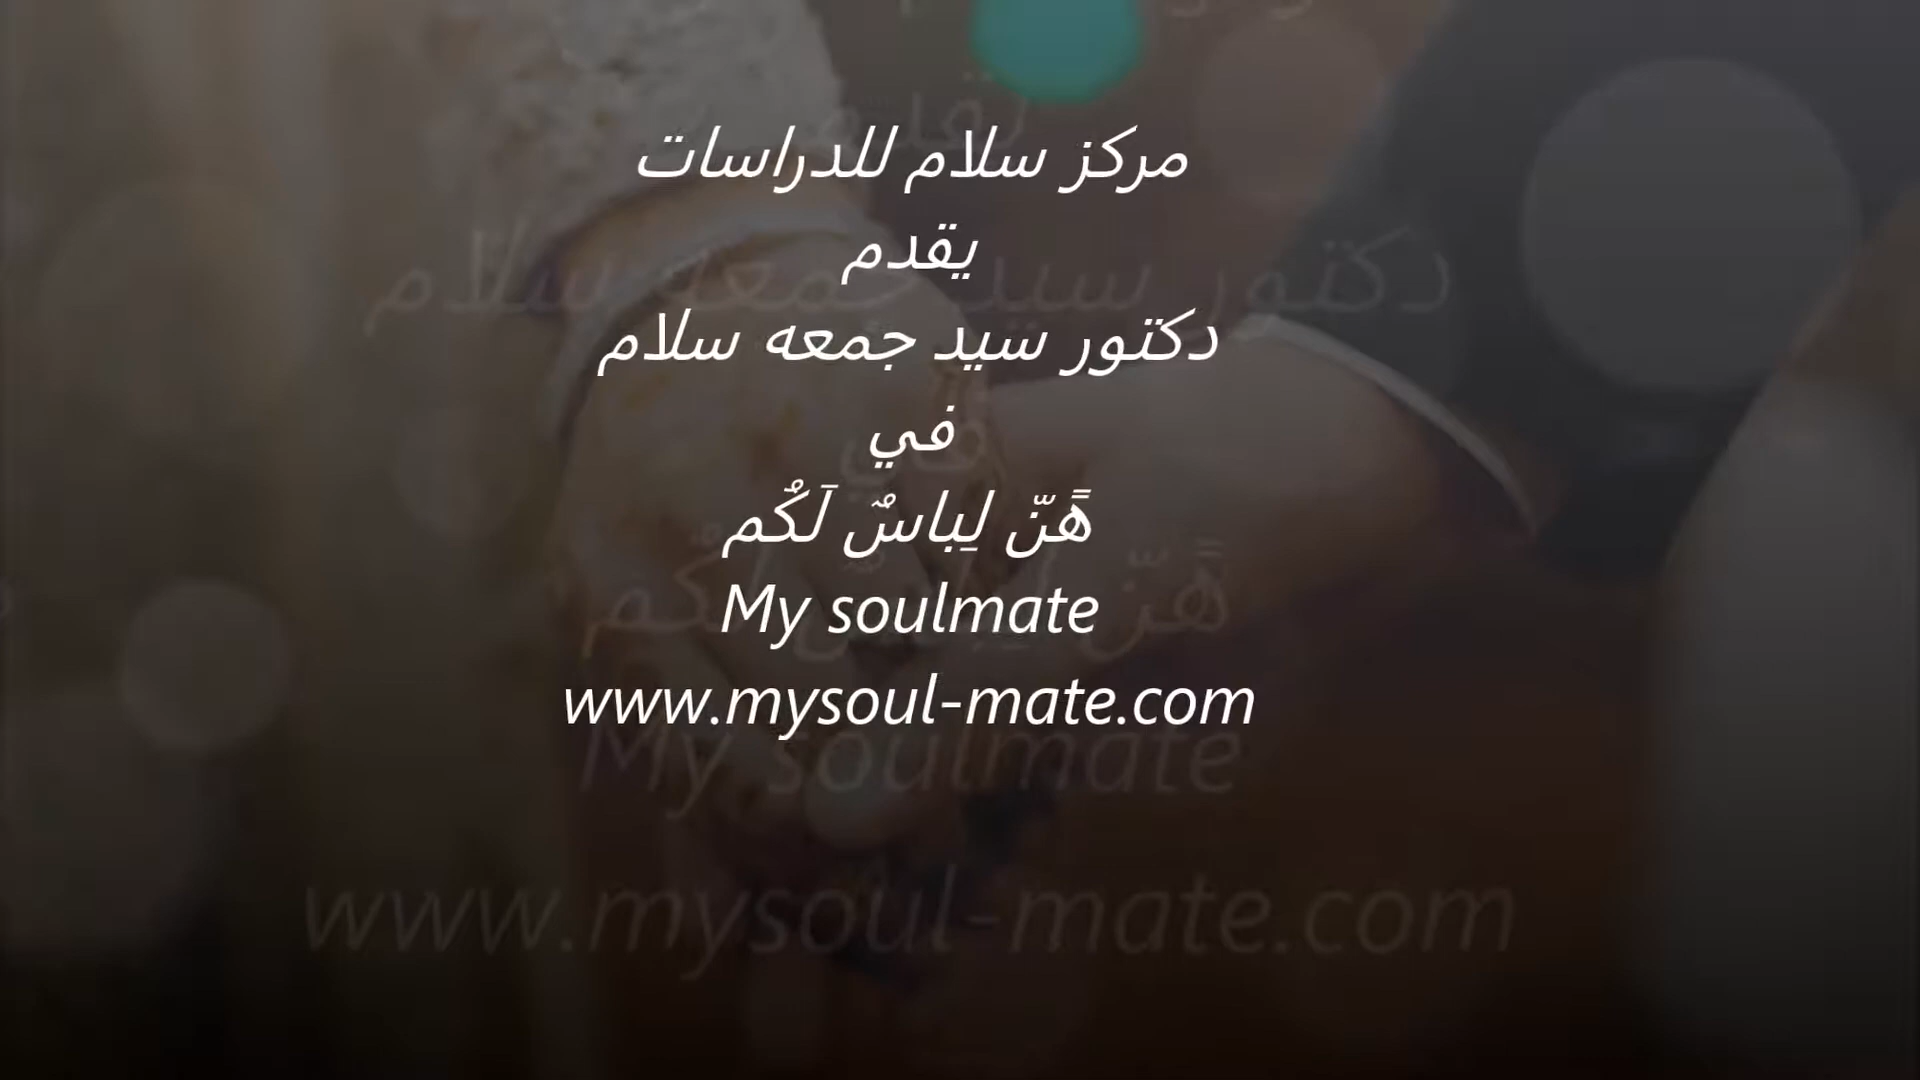 مركز سلام للدراسات
يقدم
دكتور سيد جمعه سلام
في
هًنّ لِباسٌ لَكُم
My soulmate
www.mysoul-mate.com